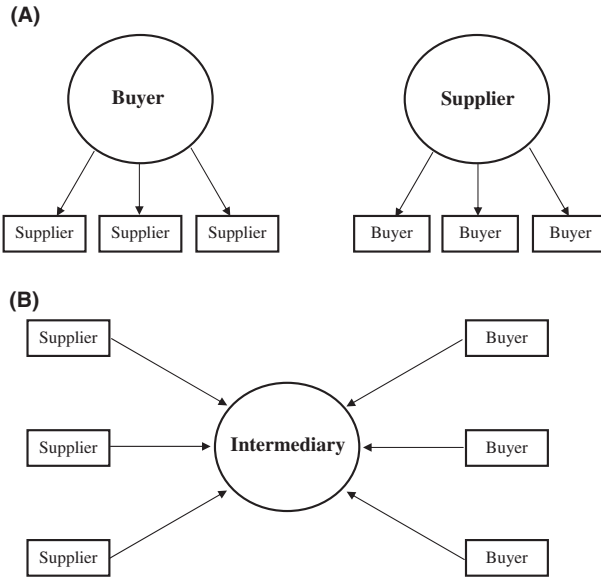 (A)
Buyer
Supplier
Supplier Supplier Supplier
Buyer Buyer Buyer
(B)
Supplier
Buyer
Supplier
Intermediary
Buyer
Supplier
Buyer